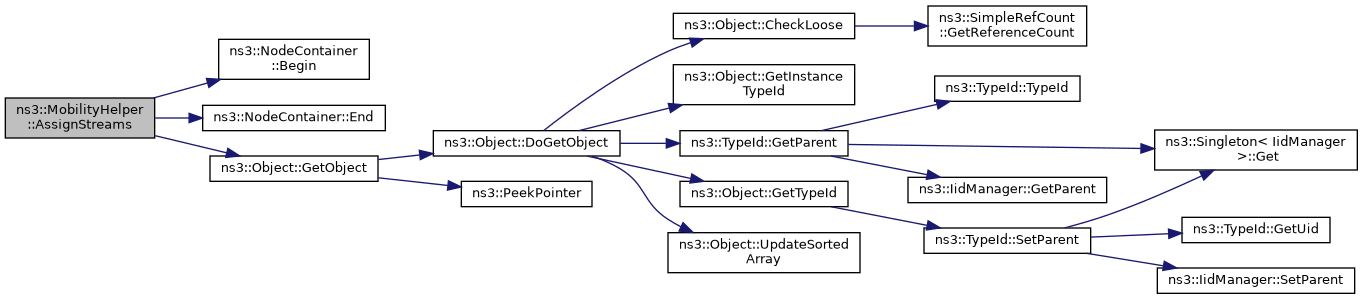 ns3::MobilityHelper
::AssignStreams
ns3::NodeContainer
::Begin
ns3::NodeContainer::End
ns3::Object::GetObject
ns3::Object::DoGetObject
ns3::PeekPointer
ns3::Object::CheckLoose
ns3::Object::GetInstance
TypeId
ns3::TypeId::GetParent
ns3::Object::GetTypeId
ns3::Object::UpdateSorted
Array
ns3::SimpleRefCount
::GetReferenceCount
ns3::TypeId::TypeId
ns3::IidManager::GetParent
ns3::TypeId::SetParent
ns3::Singleton< IidManager
>::Get
ns3::TypeId::GetUid
ns3::IidManager::SetParent